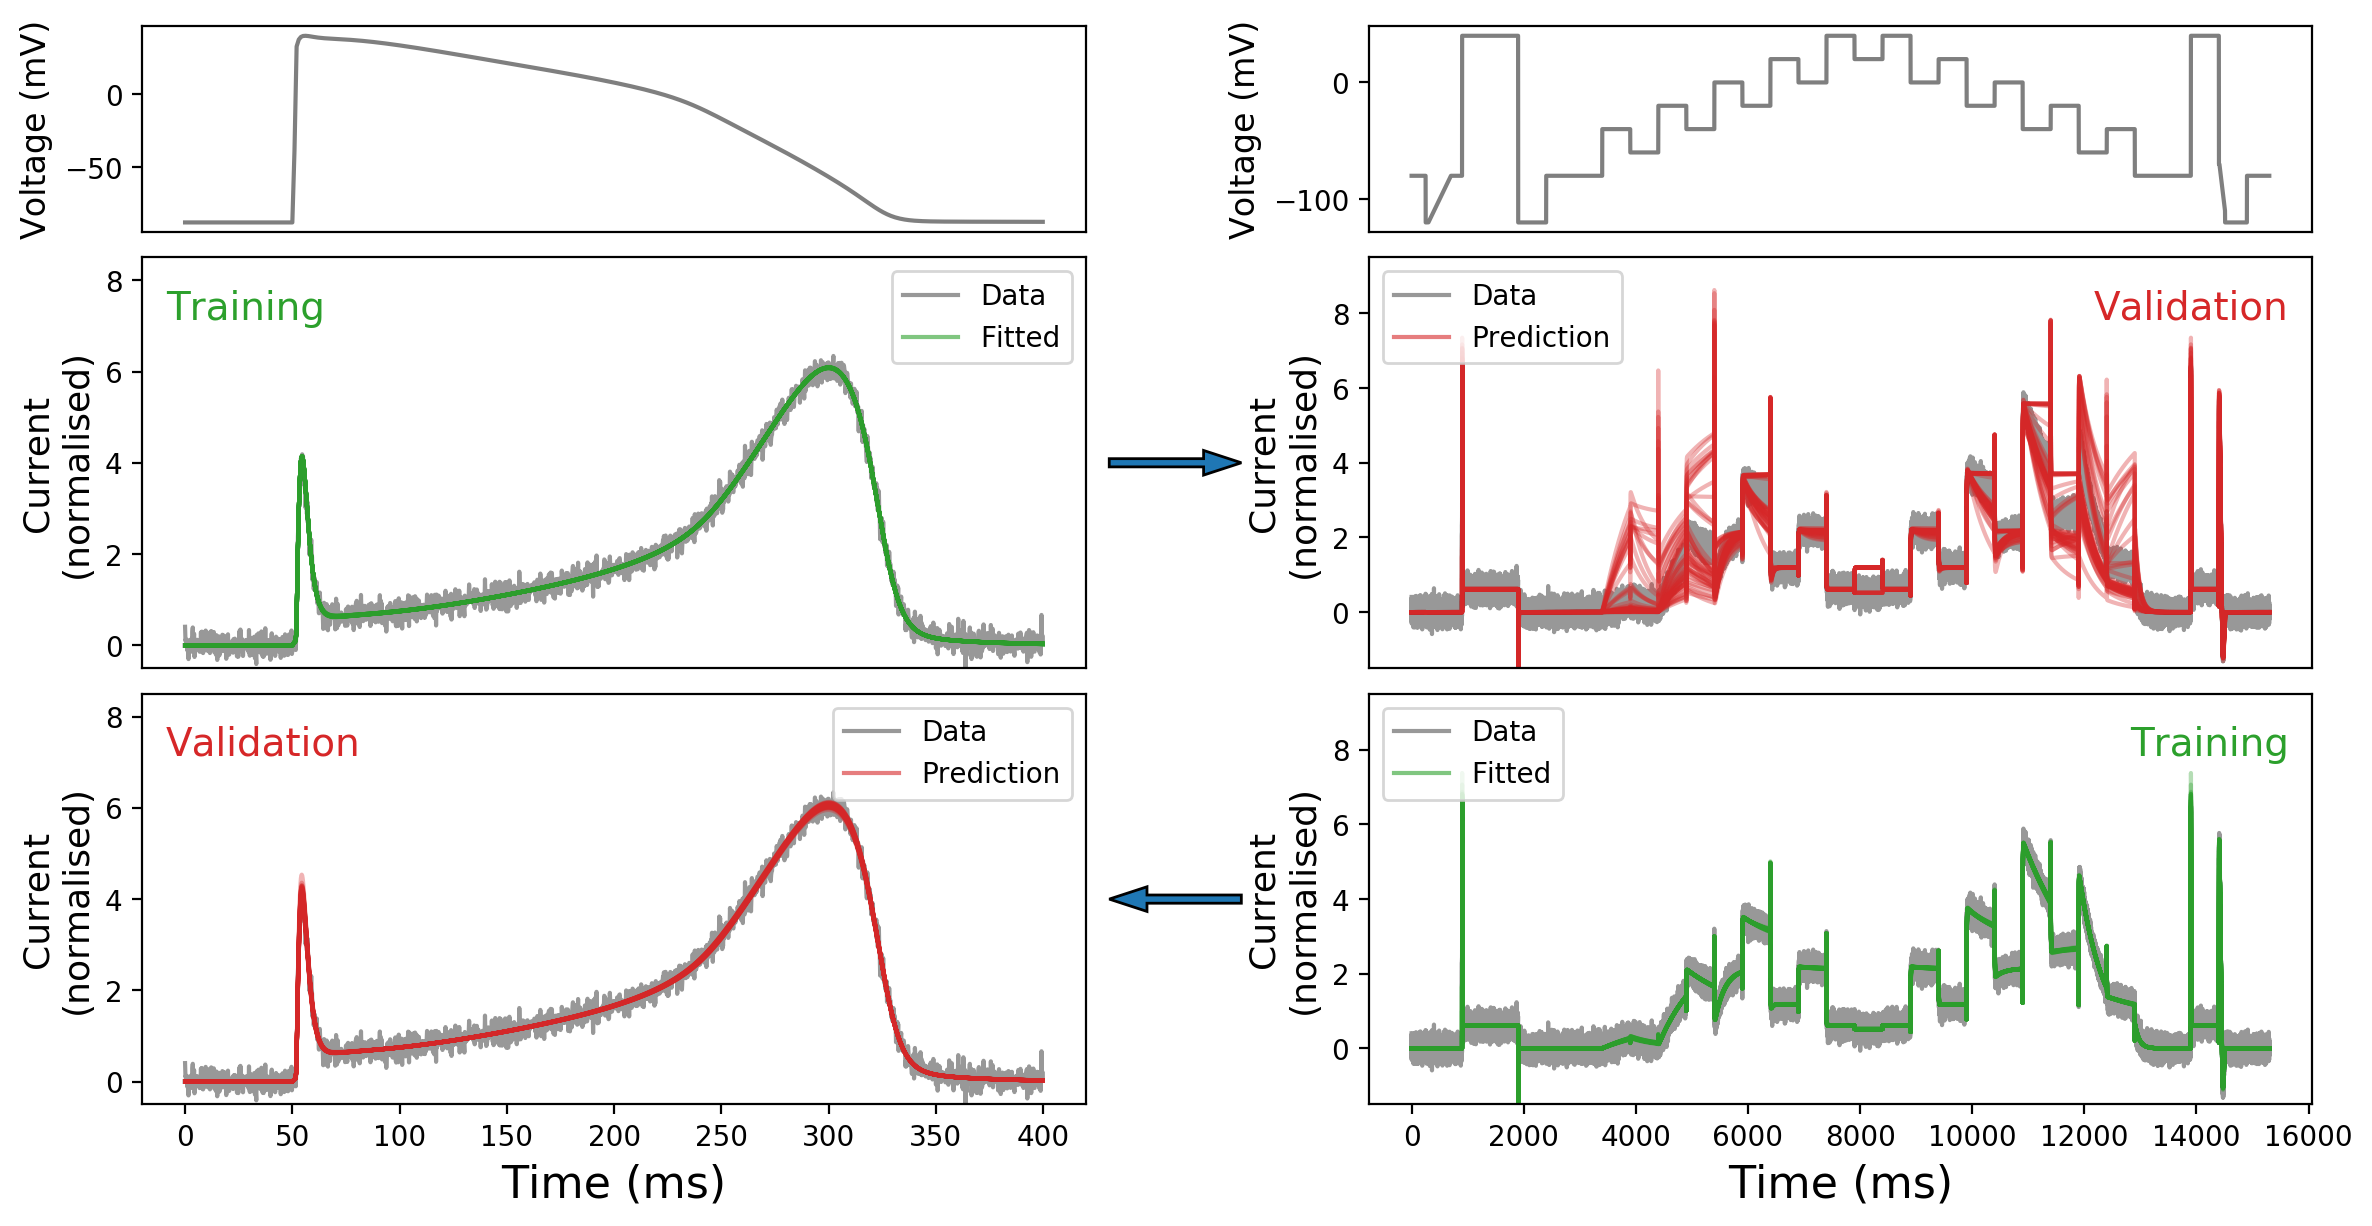 Voltage (mV)
0
−50
Voltage (mV)
0
−100
Current
(normalised)
8
6
4
2
0
Training
Data
Fitted
Current
(normalised)
8
6
4
2
0
Data
Prediction
Validation
Current
(normalised)
8
6
4
2
0
Validation
Data
Prediction
0 50 100 150 200 250 300 350 400
Time (ms)
Current
(normalised)
8
6
4
2
0
Data
Fitted
Training
0 2000 4000 6000 8000 10000 12000 14000 16000
Time (ms)